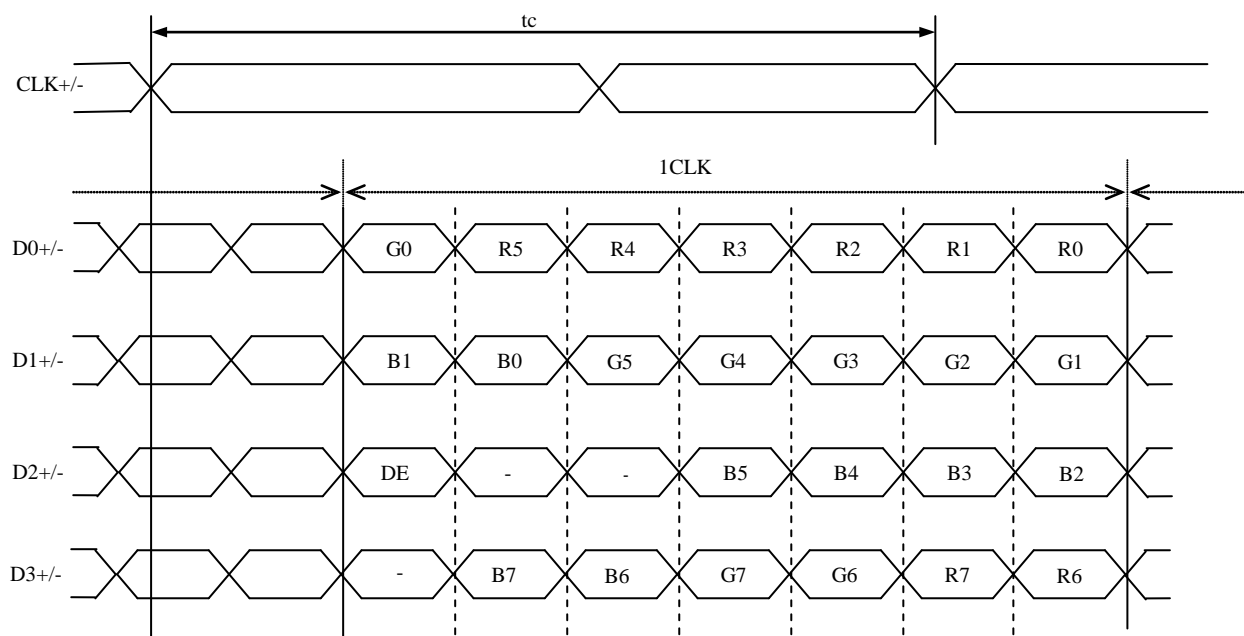 tc
CLK+/-
1CLK
D0+/- G0 R5 R4 R3 R2 R1 R0
D1+/- B1 B0 G5 G4 G3 G2 G1
D2+/- DE - - B5 B4 B3 B2
D3+/- - B7 B6 G7 G6 R7 R6